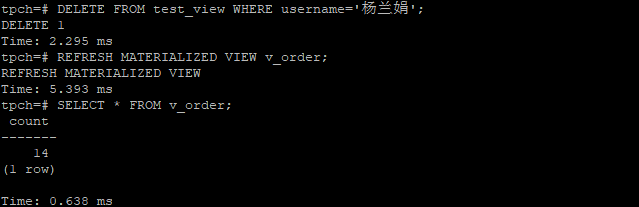 tpch=# DELETE FROM test_view WHERE username='杨兰娟';
DELETE 1
Time: 2.295 ms
tpch=# REFRESH MATERIALIZED VIEW v_order;
REFRESH MATERIALIZED VIEW
Time: 5.393 ms
tpch=# SELECT * FROM v_order;
 count
-------
    14
(1 row)

Time: 0.638 ms